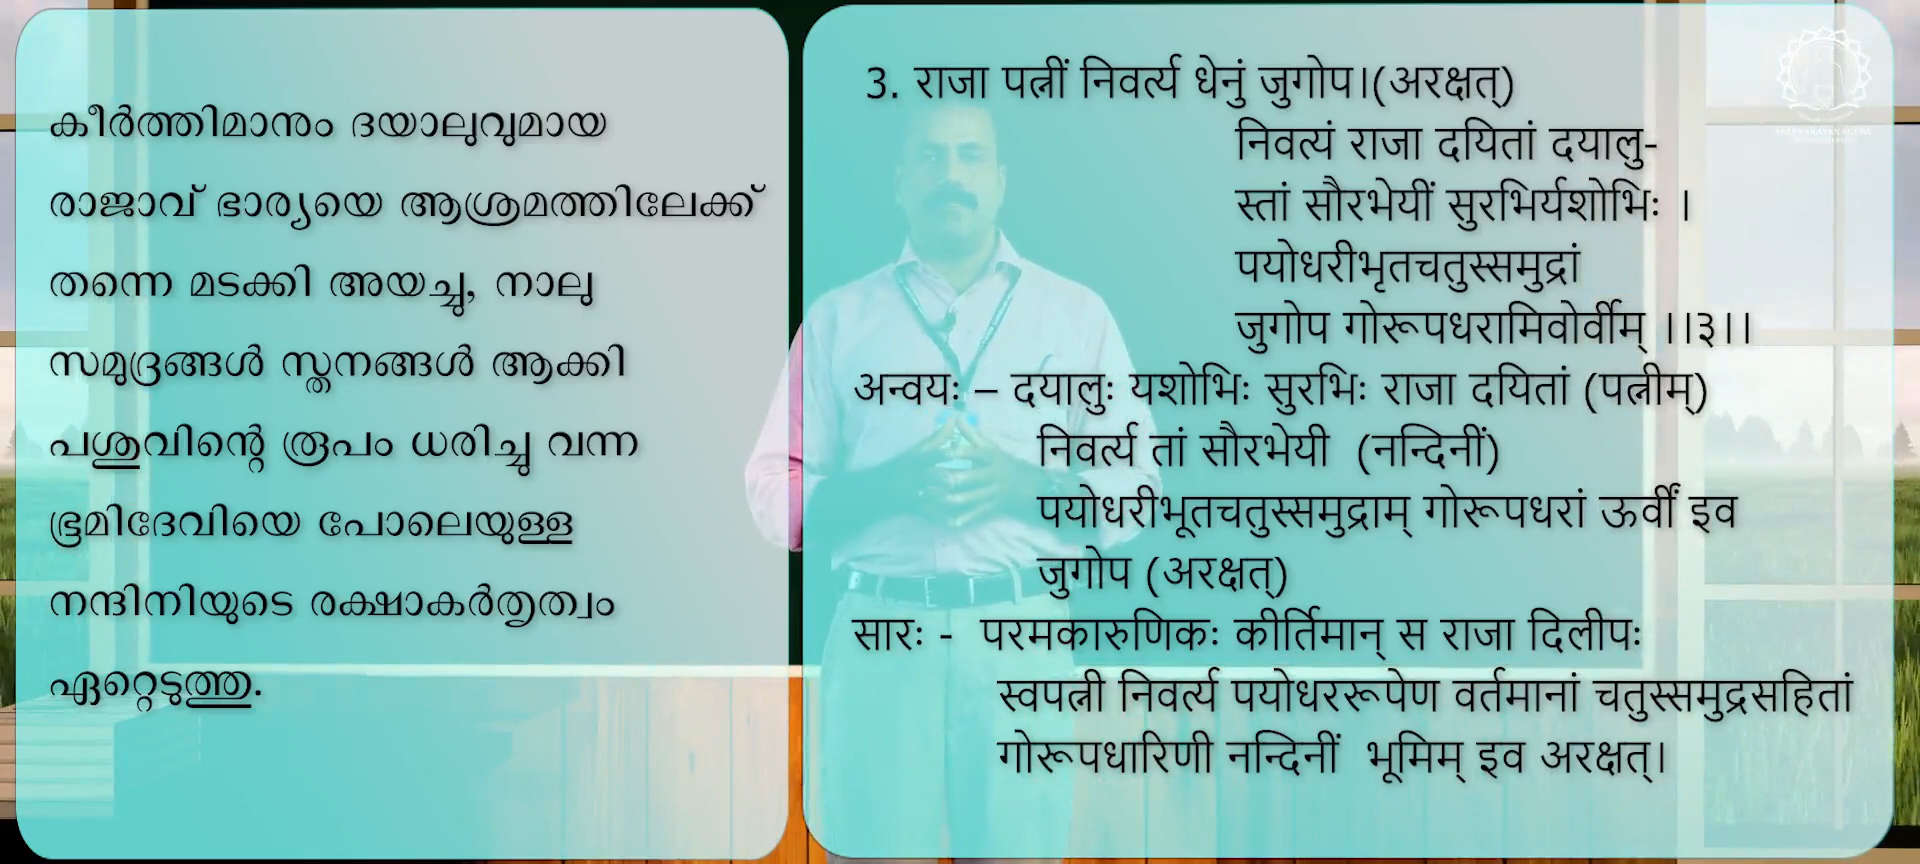 കീർത്തിമാനും ദയാലുവുമായ
രാജാവ് ഭാര്യയെ ആശ്രമത്തിലേക്ക്
തന്നെ മടക്കി അയച്ചു, നാലു
സമുദ്രങ്ങൾ സ്തനങ്ങൾ ആക്കി
പശുവിന്റെ രൂപം ധരിച്ചു വന്ന
ഭൂമിദേവിയെ പോലെയുള്ള
നന്ദിനിയുടെ രക്ഷാകർതൃത്വം
ഏറ്റെടുത്തു.
3. राजा पत्नीं निवर्त्य धेनुं जुगोप।(अरक्षत्)
निवत्यं राजा दयितां दयालु-
स्तां सौरभेयीं सुरभिर्यशोभिः ।
पयोधरीभृतचतुस्समुद्रां
जुगोप गोरूपधरामिवोर्वीम् ।।३।।
अन्वयः – दयालुः यशोभिः सुरभिः राजा दयितां (पत्नीम्)
निवर्त्य तां सौरभेयी (नन्दिनीं)
पयोधरीभूतचतुस्समुद्राम् गोरूपधरां ऊर्वीं इव
जुगोप (अरक्षत्)
सारः - परमकारुणिकः कीर्तिमान् स राजा दिलीपः
स्वपत्नी निवर्त्य पयोधररूपेण वर्तमानां चतुस्समुद्रसहितां
गोरूपधारिणी नन्दिनीं भूमिम् इव अरक्षत्।